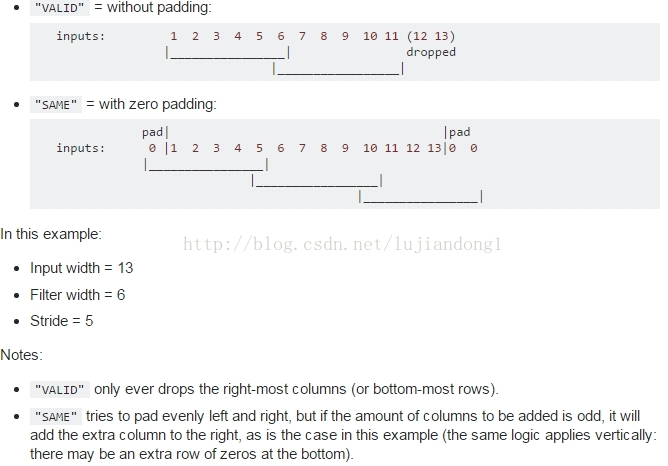 • "VALID" = without padding:
inputs: 1 2 3 4 5 6 7 8 9 10 11 (12 13)
|________________| dropped
|_________________|
• "SAME" = with zero padding:
pad| |pad
inputs: 0 |1 2 3 4 5 6 7 8 9 10 11 12 13|0 0
|________________|
|_________________|
|________________|
In this example:
http://blog.csdn.net/lujiandong1
• Input width = 13
• Filter width = 6
• Stride = 5
Notes:
• "VALID" only ever drops the right-most columns (or bottom-most rows).
• "SAME" tries to pad evenly left and right, but if the amount of columns to be added is odd, it will
add the extra column to the right, as is the case in this example (the same logic applies vertically:
there may be an extra row of zeros at the bottom).